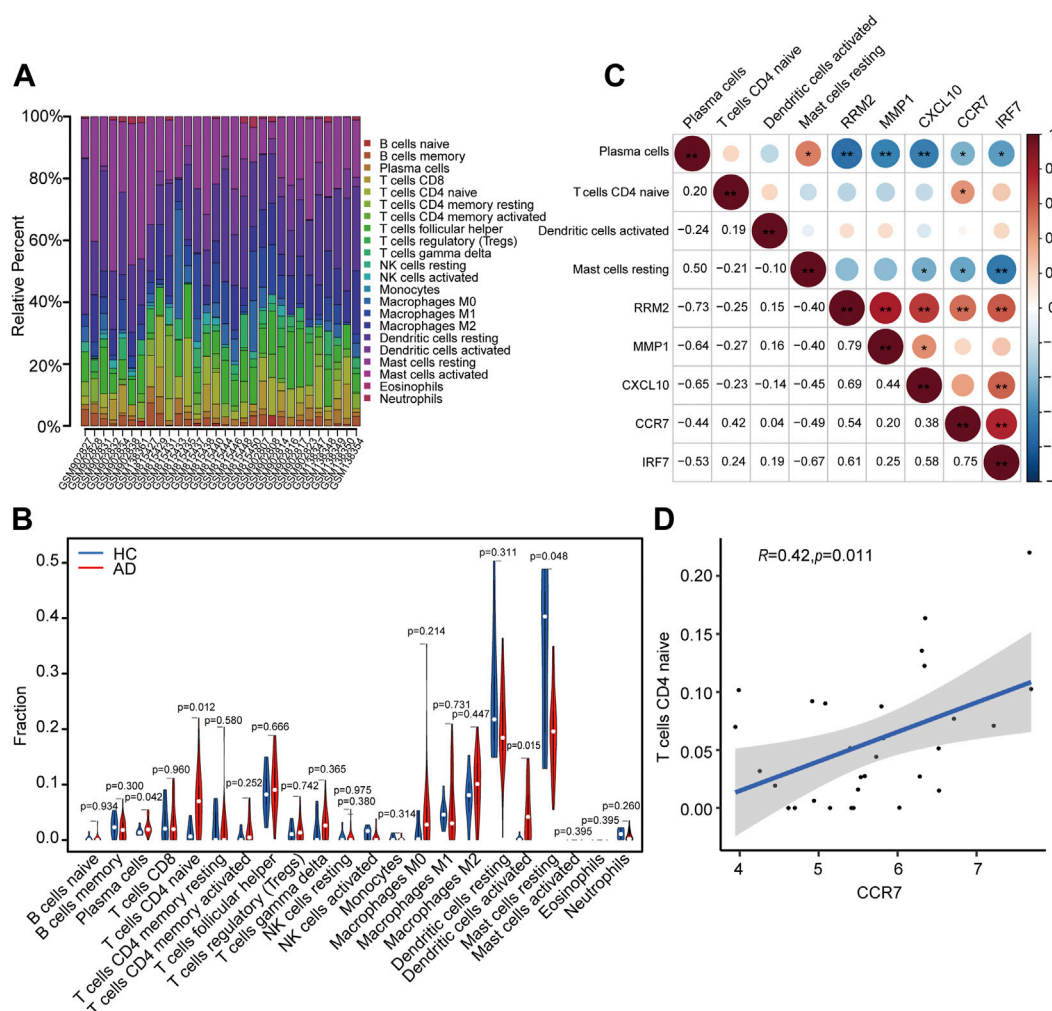 A
Relative Percent
100%
80%
60%
40%
20%
0%
B cells naive
B cells memory
Plasma cells
T cells CD8
T cells CD4 naive
T cells CD4 memory resting
T cells CD4 memory activated
T cells follicular helper
T cells regulatory (Tregs)
T cells gamma delta
NK cells resting
NK cells activated
Monocytes
Macrophages M0
Macrophages M1
Macrophages M2
Dendritic cells resting
Dendritic cells activated
Mast cells resting
Mast cells activated
Eosinophils
Neutrophils
C
Plasma cells
T cells CD4 naive
Dendritic cells activated
Mast cells resting
RRM2
MMP1
CXCL10
CCR7
IRF7
Plasma cells ** * ** ** ** * *
T cells CD4 naive 0.20 ** *
Dendritic cells activated −0.24 0.19 **
Mast cells resting 0.50 −0.21 −0.10 ** * * **
RRM2 −0.73 −0.25 0.15 −0.40 ** ** ** ** **
MMP1 −0.64 −0.27 0.16 −0.40 0.79 ** *
CXCL10 −0.65 −0.23 −0.14 −0.45 0.69 0.44 ** **
CCR7 −0.44 0.42 0.04 −0.49 0.54 0.20 0.38 ** **
IRF7 −0.53 0.24 0.19 −0.67 0.61 0.25 0.58 0.75 **
B
HC
AD
Fraction
0.5
0.4
0.3
0.2
0.1
0.0
p=0.934
p=0.300
p=0.042
p=0.960
p=0.012
p=0.580
p=0.252
p=0.666
p=0.742
p=0.365
p=0.975
p=0.380
p=0.314
p=0.214
p=0.731
p=0.447
p=0.311
p=0.015
p=0.048
p=0.395
p=0.395
p=0.260
B cells naive
B cells memory
Plasma cells
T cells CD8
T cells CD4 naive
T cells CD4 memory resting
T cells CD4 memory activated
T cells follicular helper
T cells regulatory (Tregs)
T cells gamma delta
NK cells resting
NK cells activated
Monocytes
Macrophages M0
Macrophages M1
Macrophages M2
Dendritic cells resting
Dendritic cells activated
Mast cells resting
Mast cells activated
Eosinophils
Neutrophils
D
R=0.42,p=0.011
T cells CD4 naive
0.20
0.15
0.10
0.05
0.00
4 5 6 7
CCR7